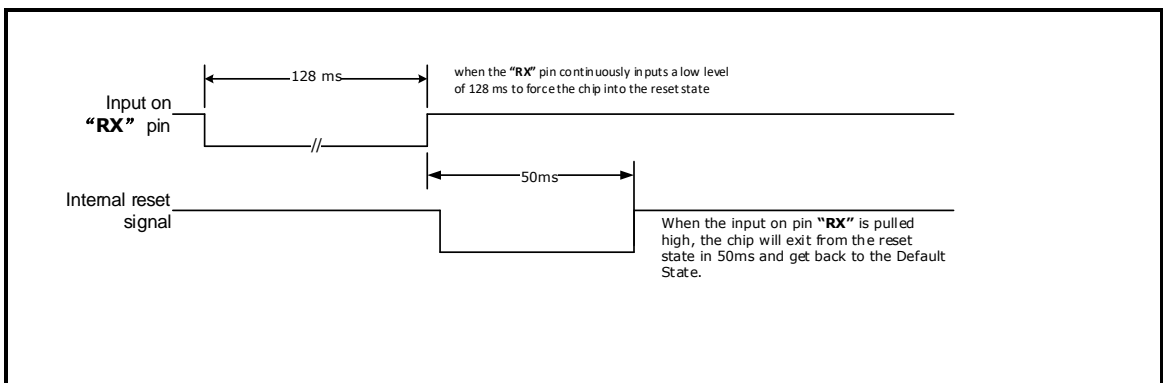 128 ms
when the “RX” pin continuously inputs a low level
of 128 ms to force the chip into the reset state
Input on
“RX” pin
//
50ms
Internal reset
signal
When the input on pin “RX” is pulled
high, the chip will exit from the reset
state in 50ms and get back to the Default
State.